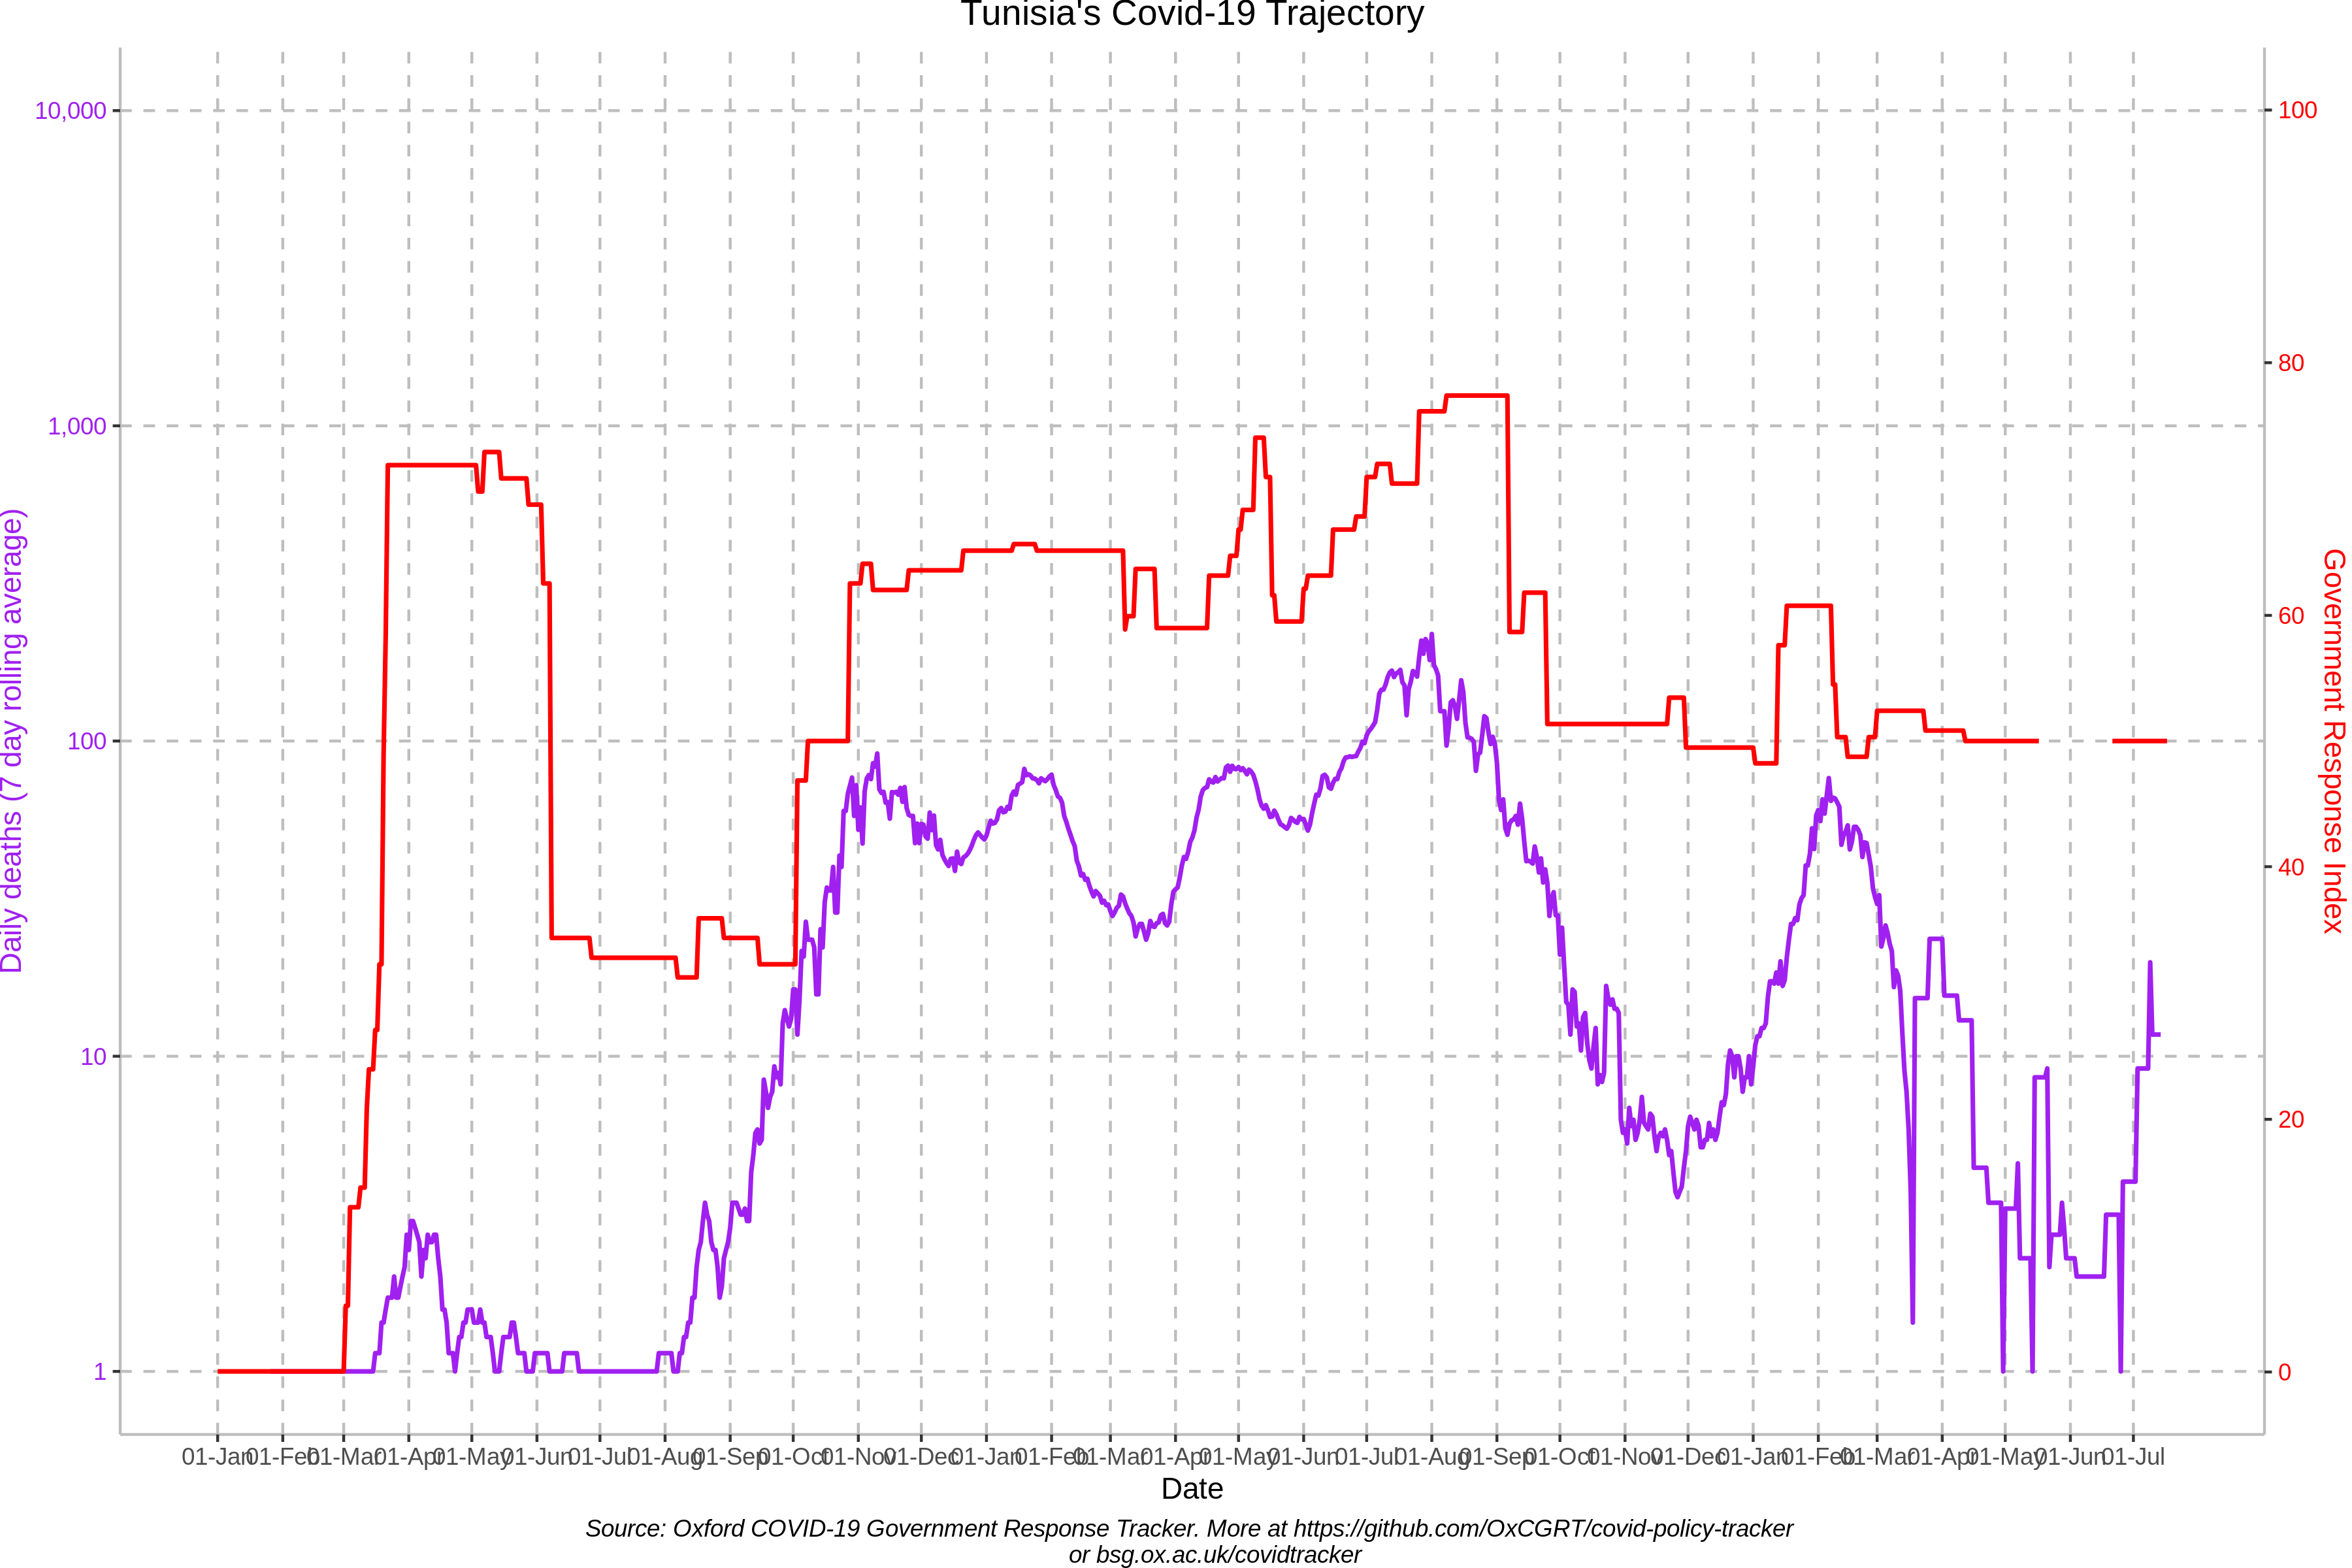 Tunisia's Covid-19 Trajectory
10,000
1,000
100
10
1
Daily deaths (7 day rolling average)
100
80
60
40
20
0
Government Response Index
01-Jan 01-Feb 01-Mar 01-Apr 01-May 01-Jun 01-Jul 01-Aug 01-Sep 01-Oct 01-Nov 01-Dec 01-Jan 01-Feb 01-Mar 01-Apr 01-May 01-Jun 01-Jul 01-Aug 01-Sep 01-Oct 01-Nov 01-Dec 01-Jan 01-Feb 01-Mar 01-Apr 01-May 01-Jun 01-Jul
Date
Source: Oxford COVID-19 Government Response Tracker. More at https://github.com/OxCGRT/covid-policy-tracker
or bsg.ox.ac.uk/covidtracker